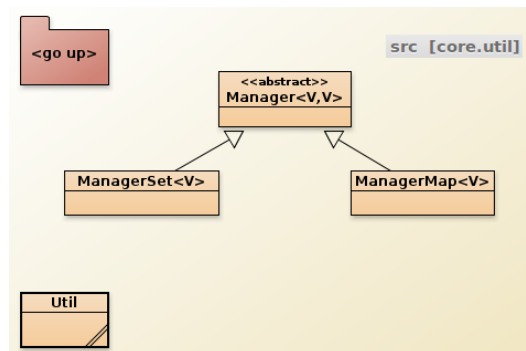 <go up>
src [core.util]
<<abstract>>
Manager<V,V>
ManagerSet<V>
ManagerMap<V>
Util